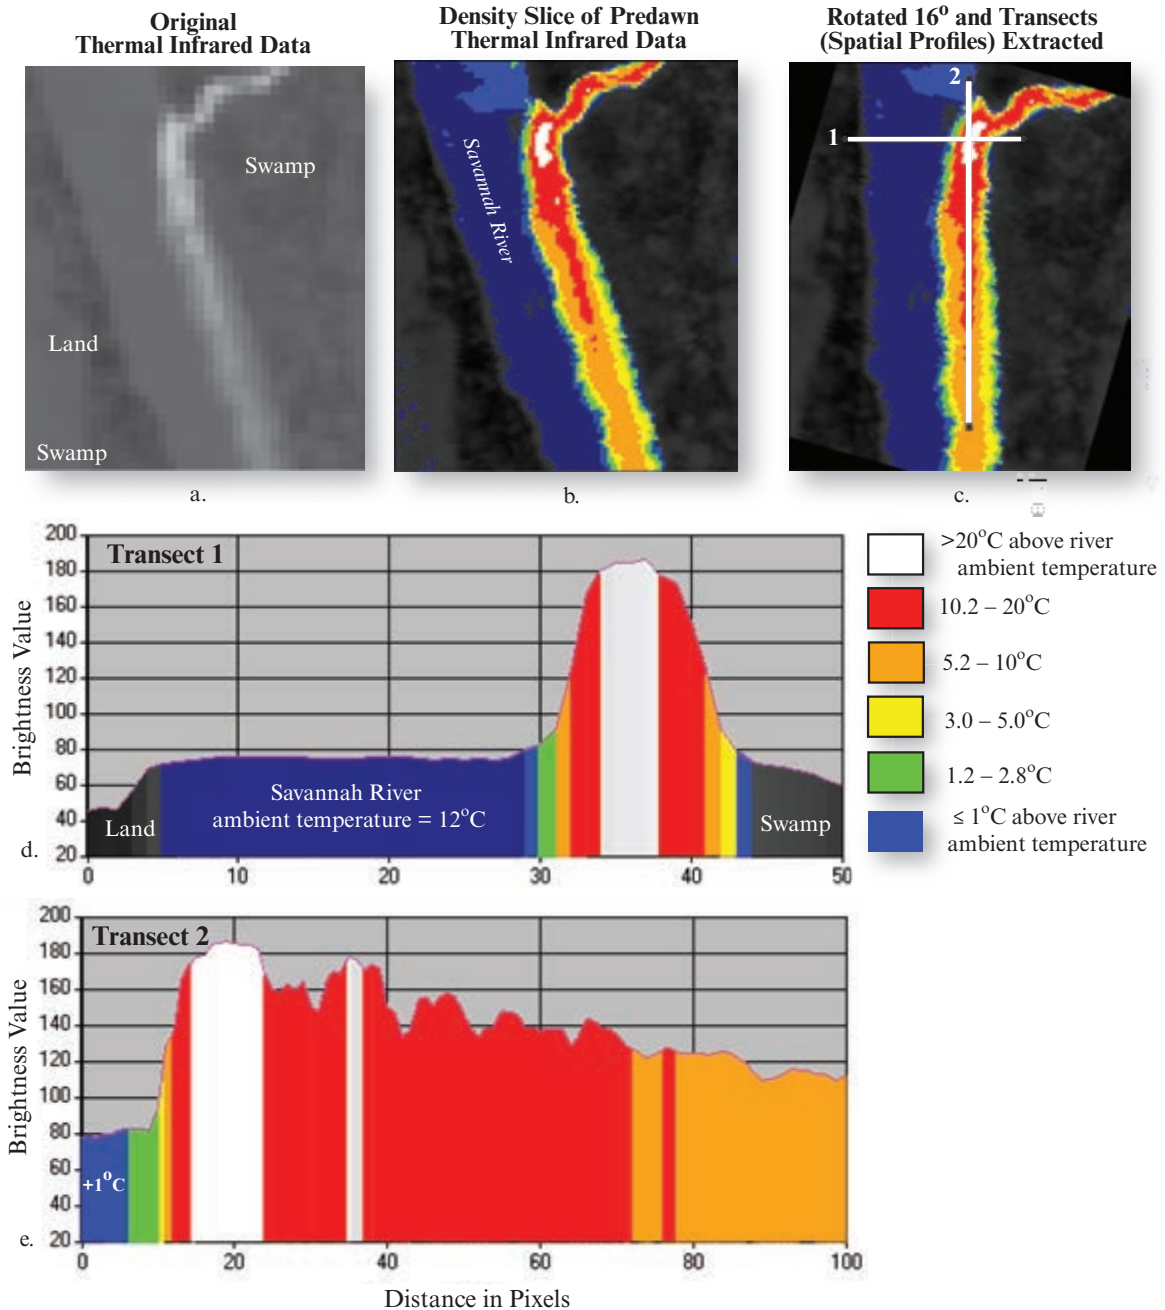 Original
Thermal Infrared Data
Density Slice of Predawn
Thermal Infrared Data
Rotated 16° and Transects
(Spatial Profiles) Extracted
Swamp
Land
Swamp
Savannah River
2
1
a.
b.
c.
Transect 1
Brightness Value
200
180
160
140
120
100
80
60
40
20
Land
Savannah River
ambient temperature = 12°C
Swamp
d.
0
10
20
30
40
50
>20°C above river
ambient temperature
10.2 – 20°C
5.2 – 10°C
3.0 – 5.0°C
1.2 – 2.8°C
≤ 1°C above river
ambient temperature
Transect 2
Brightness Value
200
180
160
140
120
100
80
60
40
20
+1°C
e.
0
20
40
60
80
100
Distance in Pixels